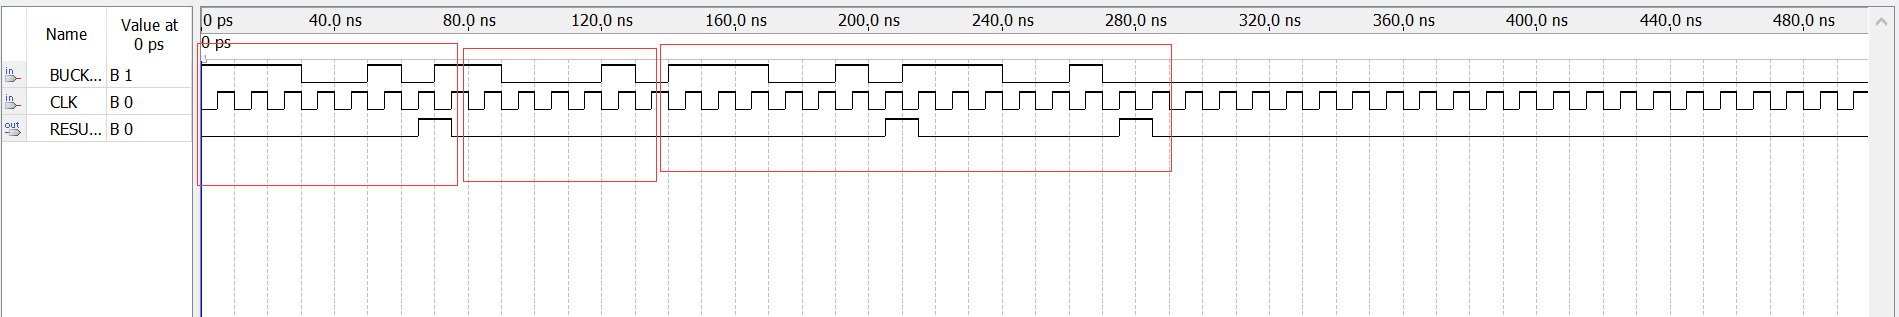 Name
Value at
0 ps
0 ps 40.0 ns 80.0 ns 120.0 ns 160.0 ns 200.0 ns 240.0 ns 280.0 ns 320.0 ns 360.0 ns 400.0 ns 440.0 ns 480.0 ns
0 ps
in BUCK... B 1
in CLK B 0
out RESU... B 0